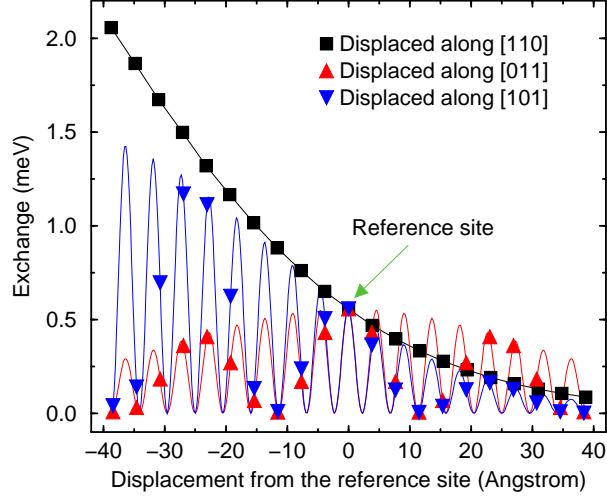 2.0
1.5
1.0
0.5
0.0
Exchange (meV)
Displaced along [110]
Displaced along [011]
Displaced along [101]
Reference site
−40 −30 −20 −10 0 10 20 30 40
Displacement from the reference site (Angstrom)